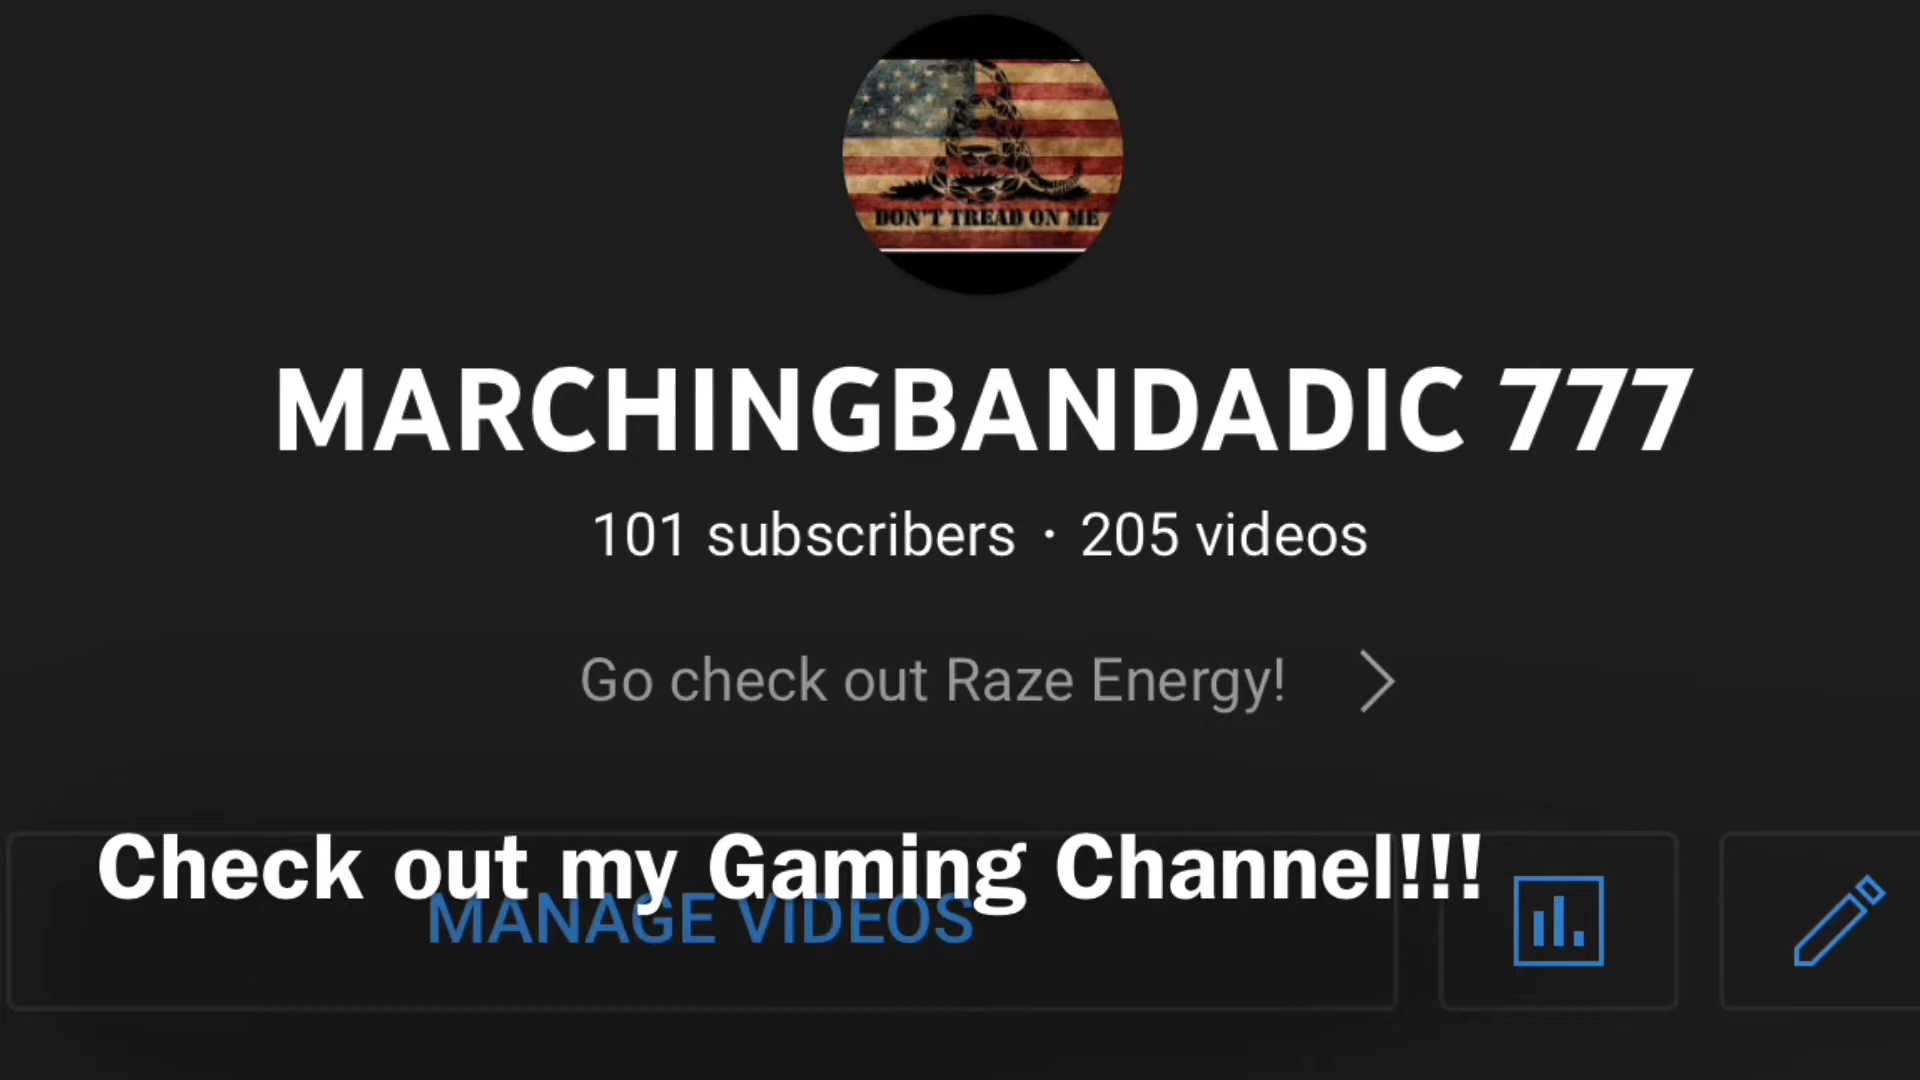 DON'T TREAD ON ME
MARCHINGBANDADIC 777
101 subscribers · 205 videos
Go check out Raze Energy!
Check out my Gaming Channel!!!
MANAGE VIDEOS